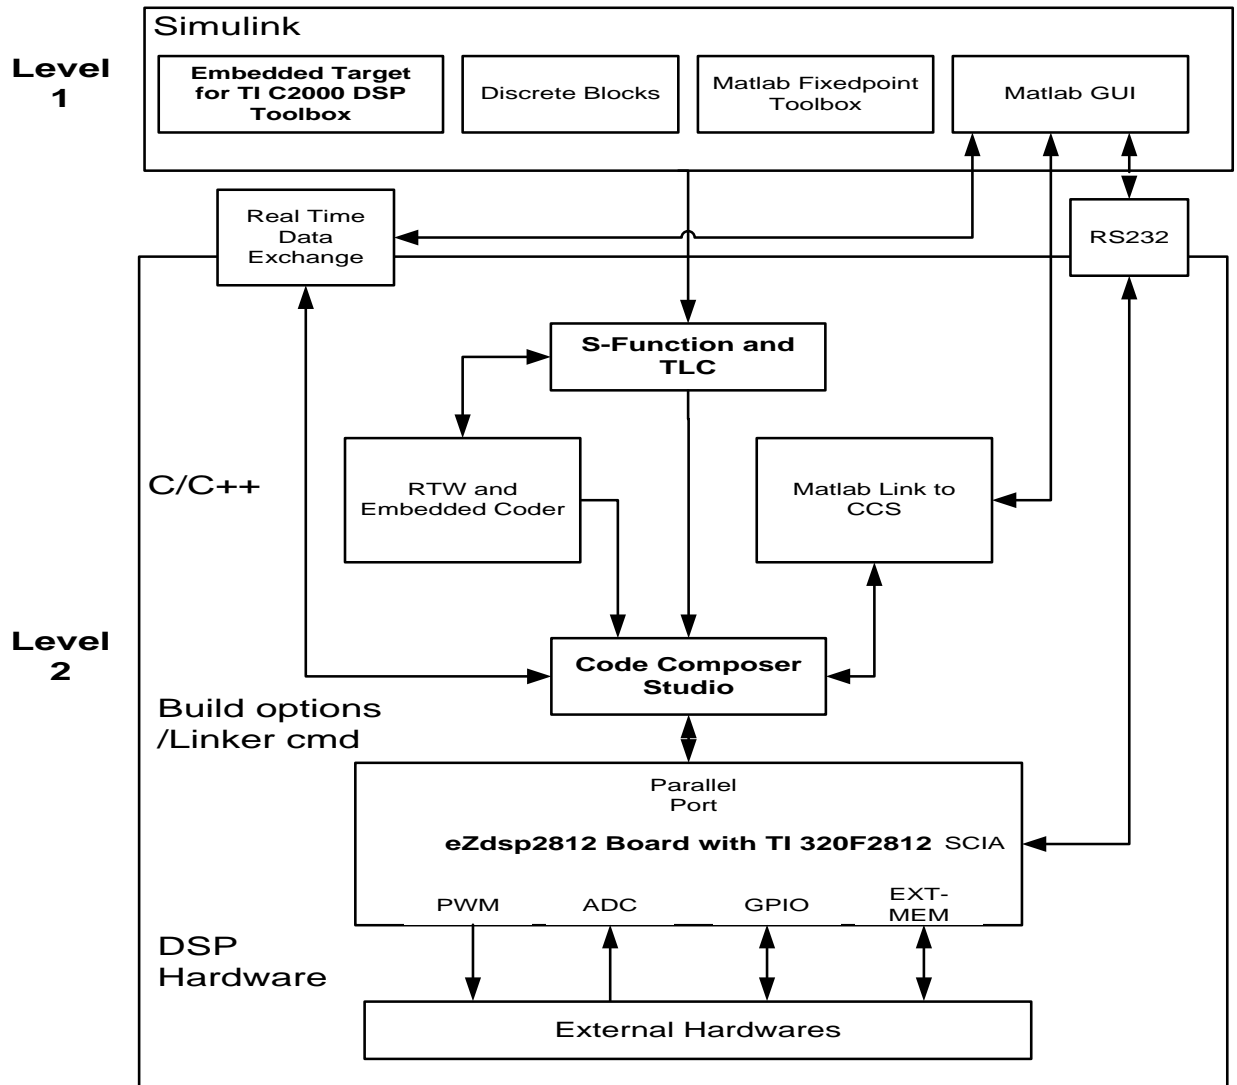 Simulink
Level
1
Embedded Target
for TI C2000 DSP
Toolbox
Discrete Blocks
Matlab Fixedpoint
Toolbox
Matlab GUI
Real Time
Data
Exchange
RS232
S-Function and
TLC
C/C++
RTW and
Embedded Coder
Matlab Link to
CCS
Level
2
Code Composer
Studio
Build options
/Linker cmd
Parallel
Port
eZdsp2812 Board with TI 320F2812 SCIA
PWM
ADC
GPIO
EXT-
MEM
DSP
Hardware
External Hardwares